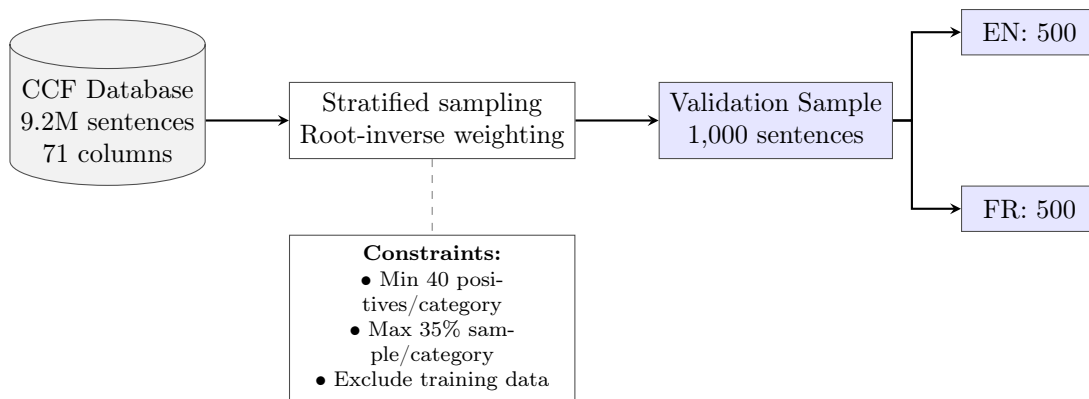 CCF Database
9.2M sentences
71 columns
Stratified sampling
Root-inverse weighting
Validation Sample
1,000 sentences
EN: 500
FR: 500
Constraints:
• Min 40 posi-
tives/category
• Max 35% sam-
ple/category
• Exclude training data